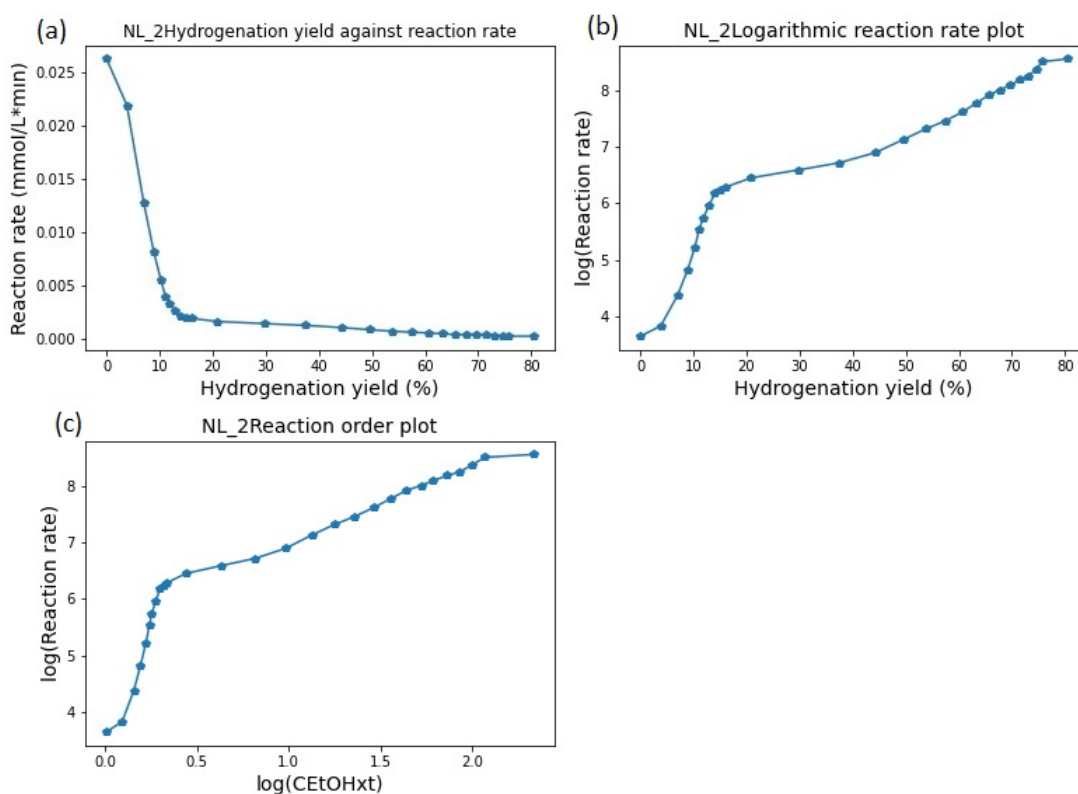 (a)
NL_2Hydrogenation yield against reaction rate
Reaction rate (mmol/L*min)
0.025
0.020
0.015
0.010
0.005
0.000
0 10 20 30 40 50 60 70 80
Hydrogenation yield (%)
(b)
NL_2Logarithmic reaction rate plot
log(Reaction rate)
8
7
6
5
4
0 10 20 30 40 50 60 70 80
Hydrogenation yield (%)
(c)
NL_2Reaction order plot
log(Reaction rate)
8
7
6
5
4
0.0 0.5 1.0 1.5 2.0
log(CEtOHxt)